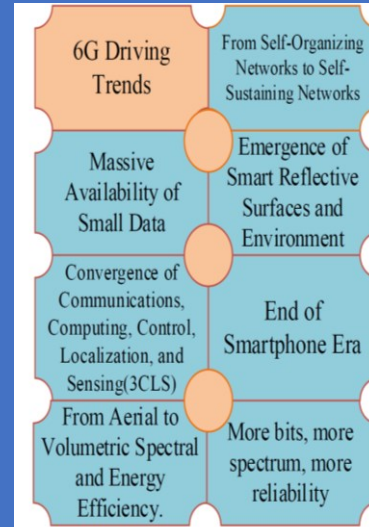 6G Driving
Trends
From Self-Organizing
Networks to Self-
Sustaining Networks
Massive
Availability of
Small Data
Emergence of
Smart Reflective
Surfaces and
Environment
Convergence of
Communications,
Computing, Control,
Localization, and
Sensing(3CLS)
End of
Smartphone Era
From Aerial to
Volumetric Spectral
and Energy
Efficiency.
More bits, more
spectrum, more
reliability